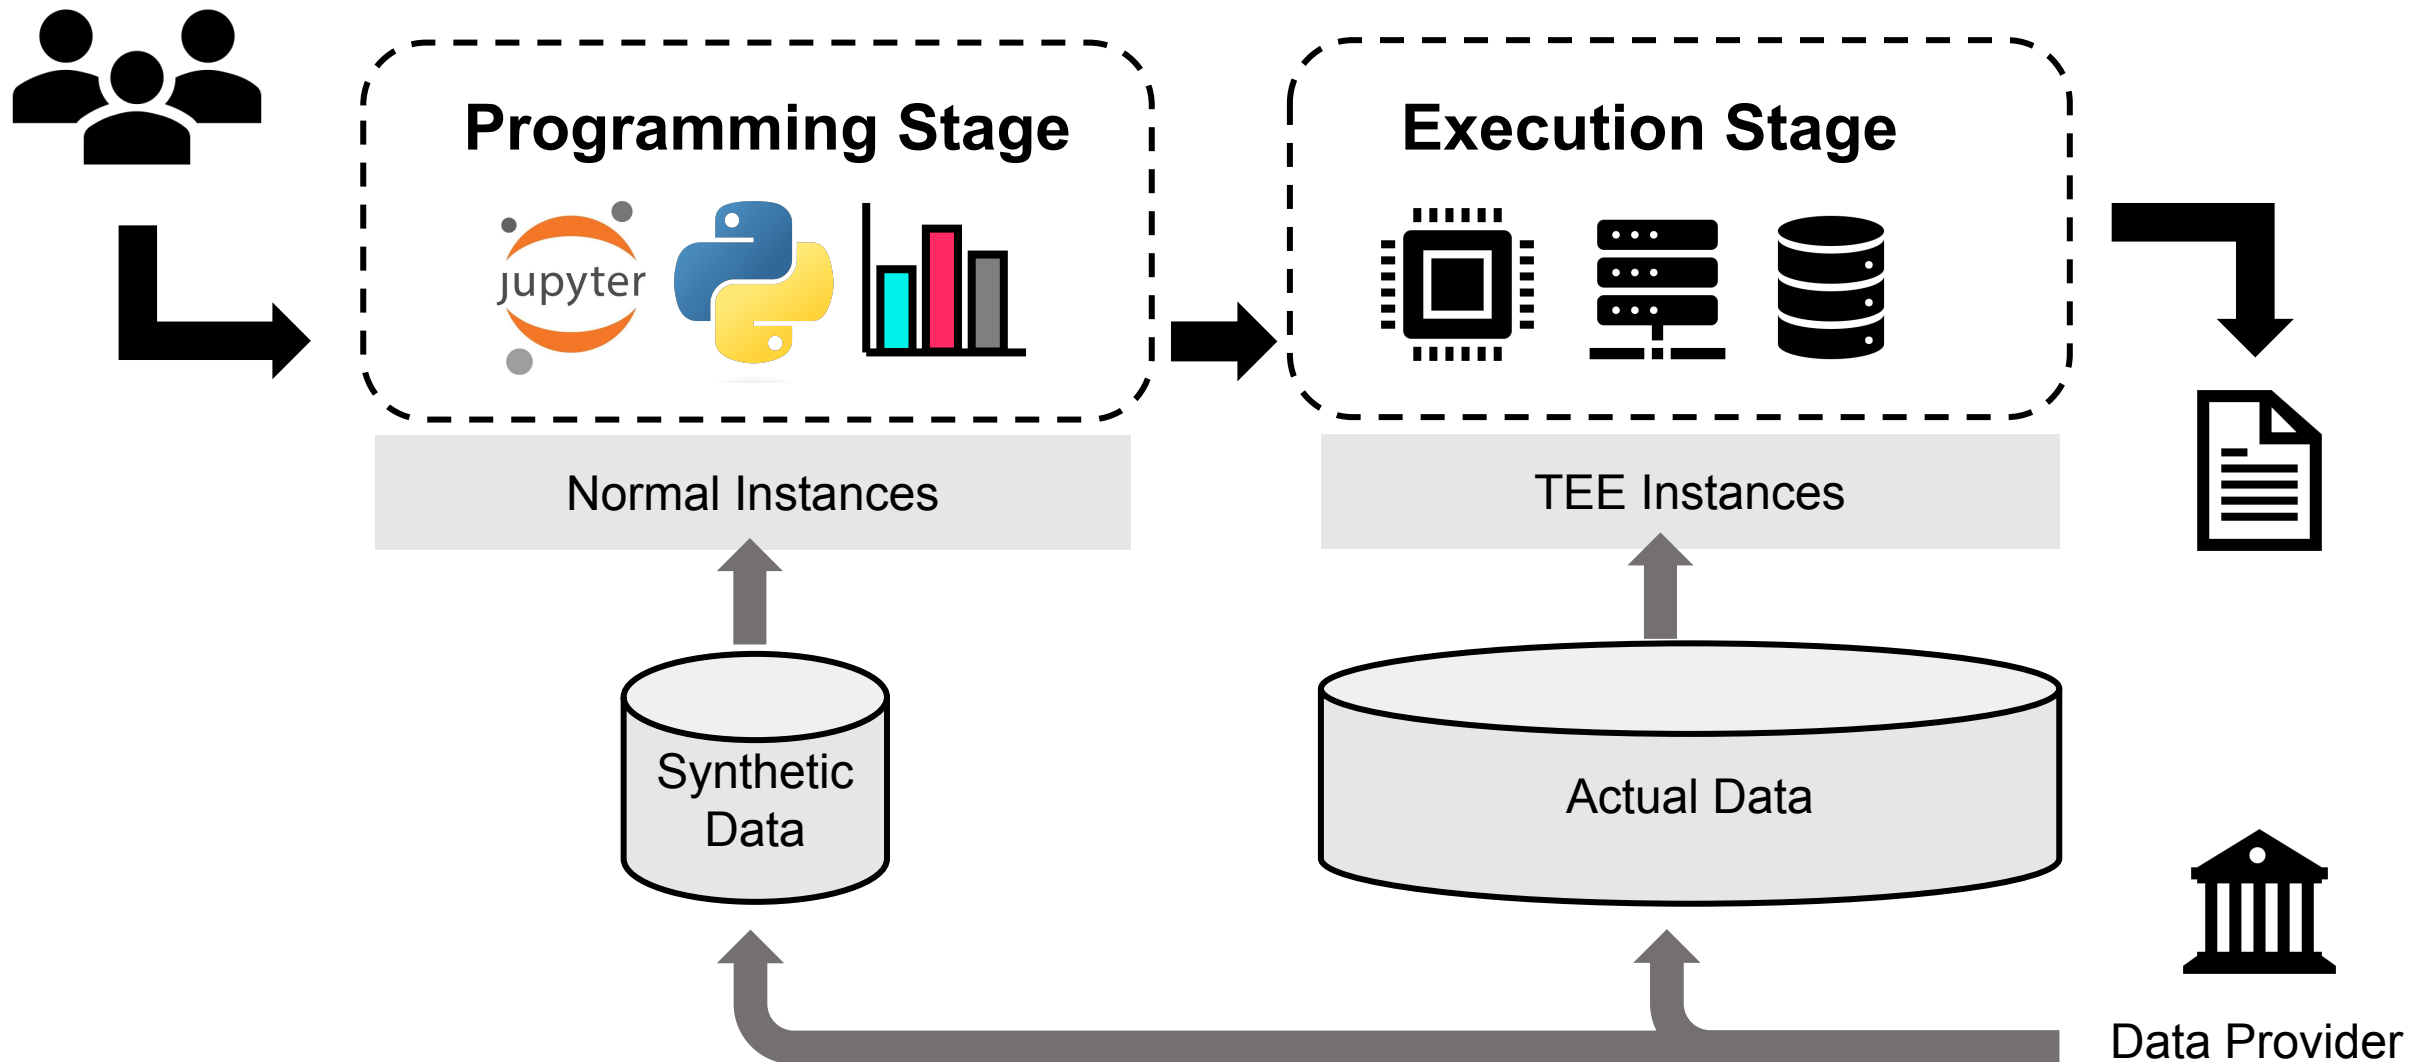 Programming Stage
Execution Stage
jupyter
Normal Instances
TEE Instances
Synthetic
Data
Actual Data
Data Provider